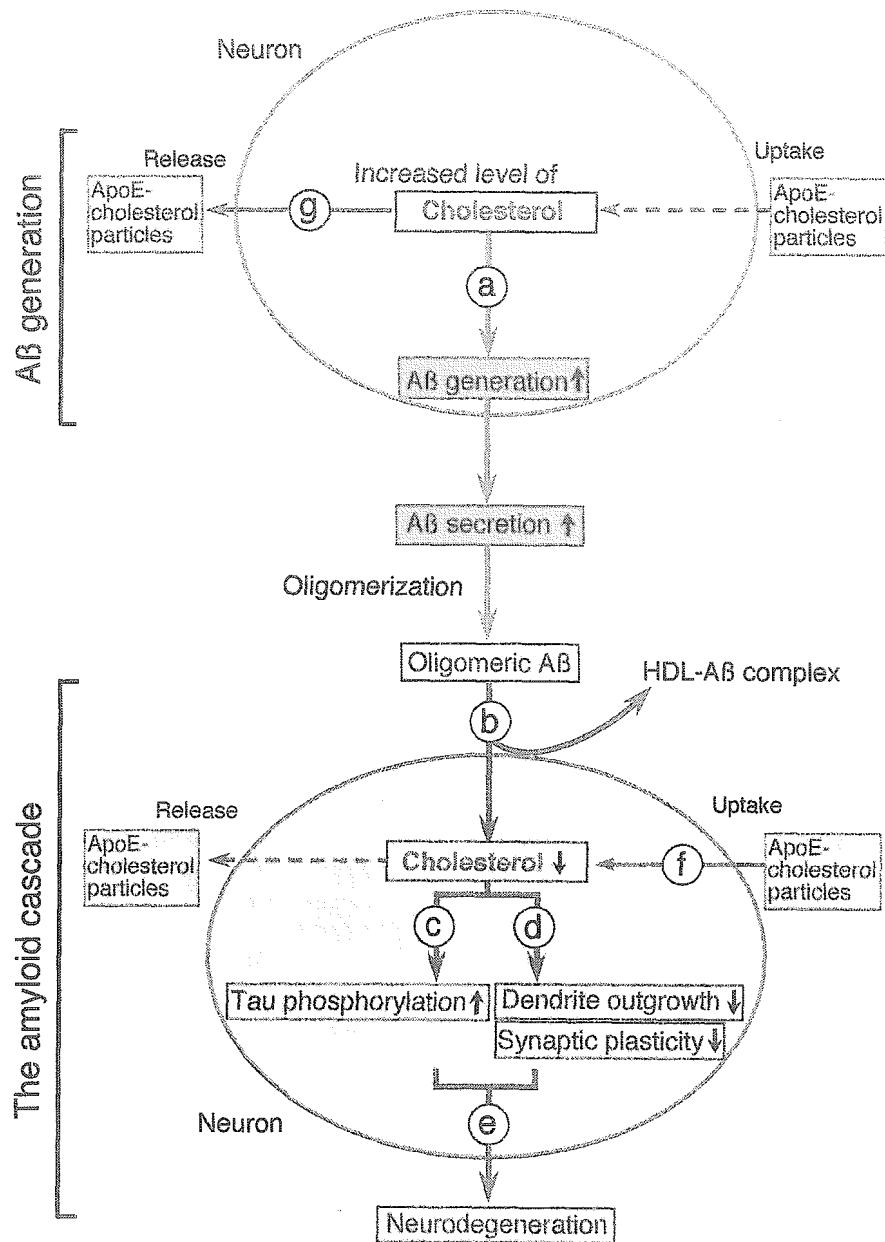 Neuron
Release
Uptake
Increased level of
ApoE-
cholesterol
particles
g
Cholesterol
ApoE-
cholesterol
particles
a
Aß generation
Aß generation ↑
Aß secretion ↑
Oligomerization
Oligomeric Aß
HDL-Aß complex
b
The amyloid cascade
Release
Uptake
ApoE-
cholesterol
particles
Cholesterol ↓
f
ApoE-
cholesterol
particles
c
d
Tau phosphorylation ↑
Dendrite outgrowth ↓
Synaptic plasticity ↓
Neuron
e
Neurodegeneration